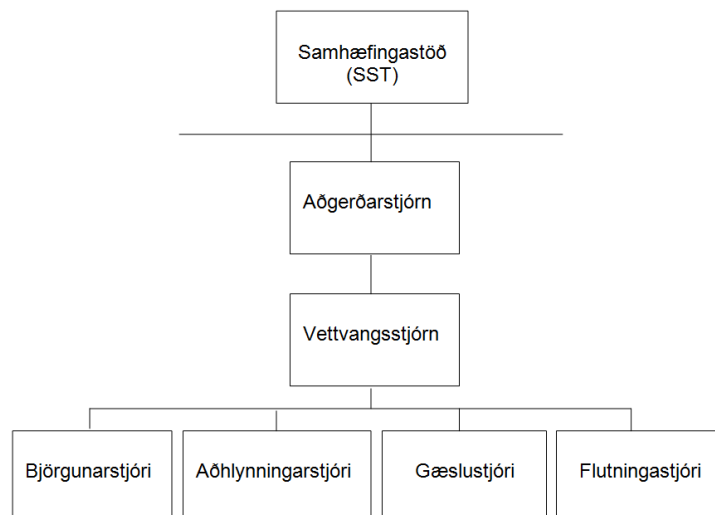 Samhæfingastöð
(SST)
Aðgerðarstjórn
Vettvangsstjórn
Björgunarstjóri
Aðhlynningarstjóri
Gæslustjóri
Flutningastjóri